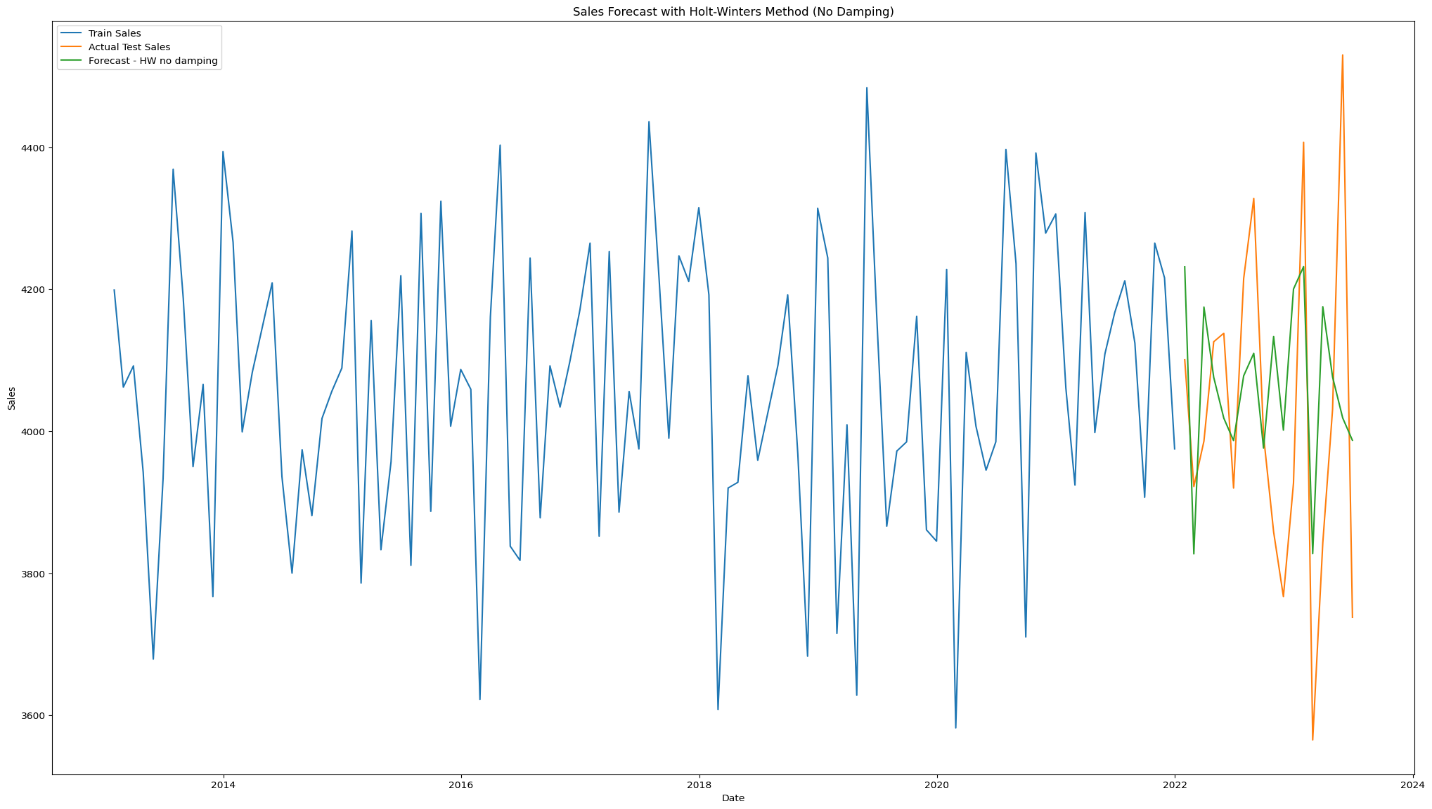 Sales Forecast with Holt-Winters Method (No Damping)
Train Sales
Actual Test Sales
Forecast - HW no damping
Sales
4400
4200
4000
3800
3600
2014
2016
2018
2020
2022
2024
Date